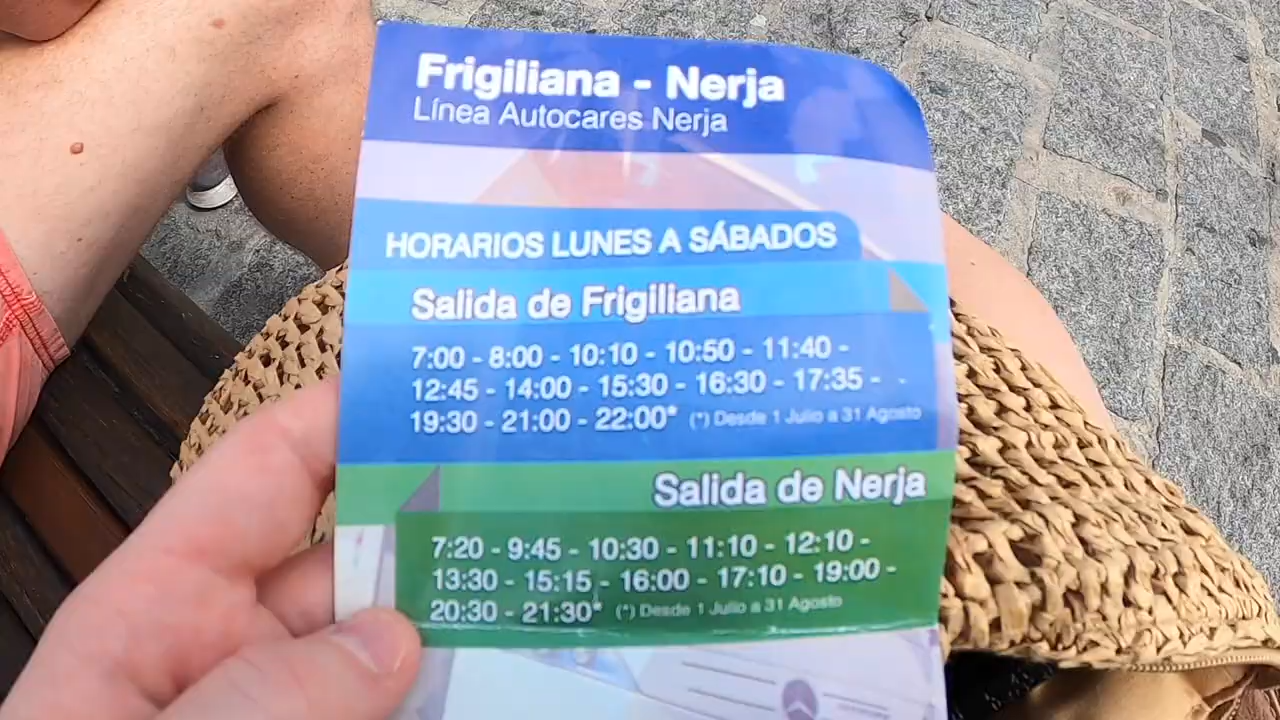 Frigiliana - Nerja
Línea Autocares Nerja
HORARIOS LUNES A SÁBADOS
Salida de Frigiliana
7:00 - 8:00 - 10:10 - 10:50 - 11:40 -
12:45 - 14:00 - 15:30 - 16:30 - 17:35 -
19:30 - 21:00 - 22:00* (*) Desde 1 Julio a 31 Agosto
Salida de Nerja
7:20 - 9:45 - 10:30 - 11:10 - 12:10 -
13:30 - 15:15 - 16:00 - 17:10 - 19:00 -
20:30 - 21:30* (*) Desde 1 Julio a 31 Agosto